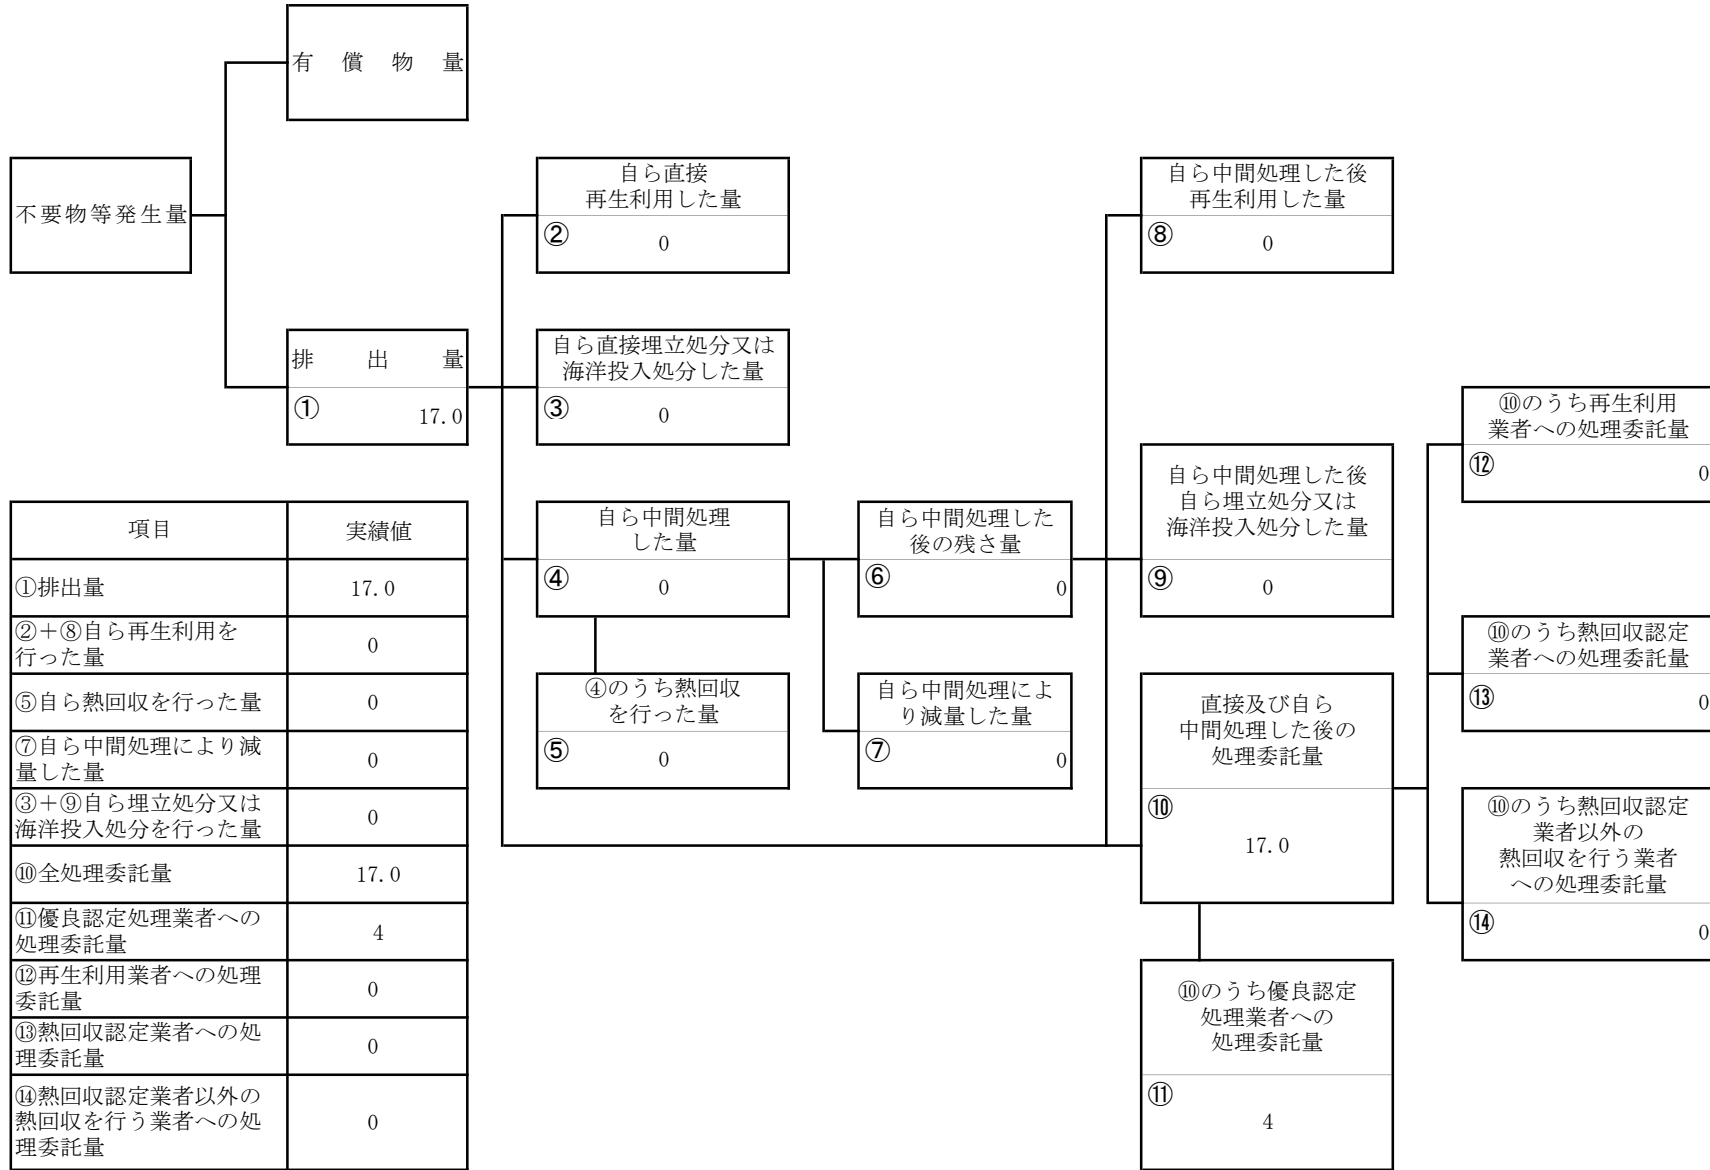 有償物量
不要物等発生量
排出量
① 17.0
自ら直接
再生利用した量
② 0
自ら直接埋立処分又は
海洋投入処分した量
③ 0
自ら中間処理
した量
④ 0
④のうち熱回収
を行った量
⑤ 0
自ら中間処理した
後の残さ量
⑥ 0
自ら中間処理によ
り減量した量
⑦ 0
自ら中間処理した後
再生利用した量
⑧ 0
自ら中間処理した後
自ら埋立処分又は
海洋投入処分した量
⑨ 0
直接及び自ら
中間処理した後の
処理委託量
⑩
17.0
⑩のうち優良認定
処理業者への
処理委託量
⑪
4
⑩のうち再生利用
業者への処理委託量
⑫ 0
⑩のうち熱回収認定
業者への処理委託量
⑬ 0
⑩のうち熱回収認定
業者以外の
熱回収を行う業者
への処理委託量
⑭ 0
項目 実績値
①排出量 17.0
②+⑧自ら再生利用を
行った量 0
⑤自ら熱回収を行った量 0
⑦自ら中間処理により減
量した量 0
③+⑨自ら埋立処分又は
海洋投入処分を行った量 0
⑩全処理委託量 17.0
⑪優良認定処理業者への
処理委託量 4
⑫再生利用業者への処理
委託量 0
⑬熱回収認定業者への処
理委託量 0
⑭熱回収認定業者以外の
熱回収を行う業者への処
理委託量 0